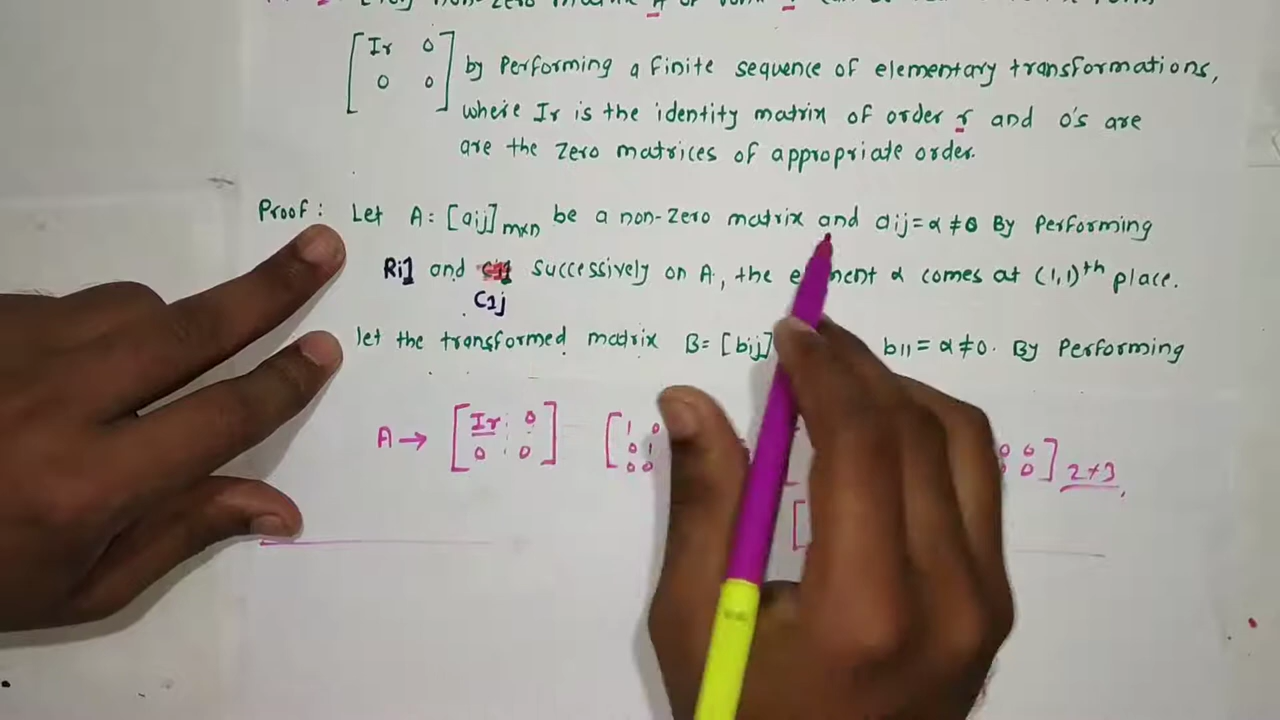 [Ir 0
0 0] by performing a finite sequence of elementary transformations,
where Ir is the identity matrix of order r and 0's are
are the zero matrices of appropriate order.
Proof: Let A = [aij]m×n be a non-zero matrix and aij = α ≠ 0 By performing
Ri1 and successively on A, the element α comes at (1,1)th place.
C1j
let the transformed matrix B = [bij] b11 = α ≠ 0. By performing
A → [Ir 0
0 0]
2×3